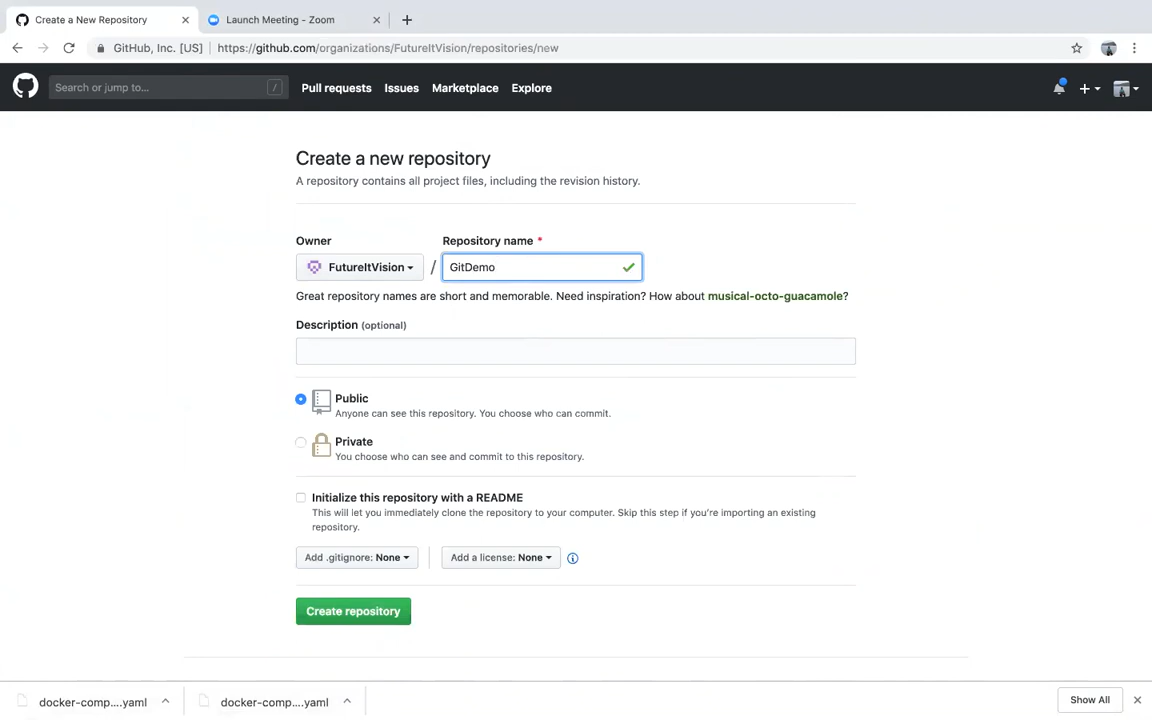 Create a New Repository
Launch Meeting - Zoom
GitHub, Inc. [US]
https://github.com/organizations/FutureItVision/repositories/new
Search or jump to...
/
Pull requests
Issues
Marketplace
Explore
Create a new repository
A repository contains all project files, including the revision history.
Owner
Repository name *
FutureItVision
/
GitDemo
Great repository names are short and memorable. Need inspiration? How about musical-octo-guacamole?
Description (optional)
Public
Anyone can see this repository. You choose who can commit.
Private
You choose who can see and commit to this repository.
Initialize this repository with a README
This will let you immediately clone the repository to your computer. Skip this step if you're importing an existing
repository.
Add .gitignore: None
Add a license: None
Create repository
docker-comp....yaml
docker-comp....yaml
Show All